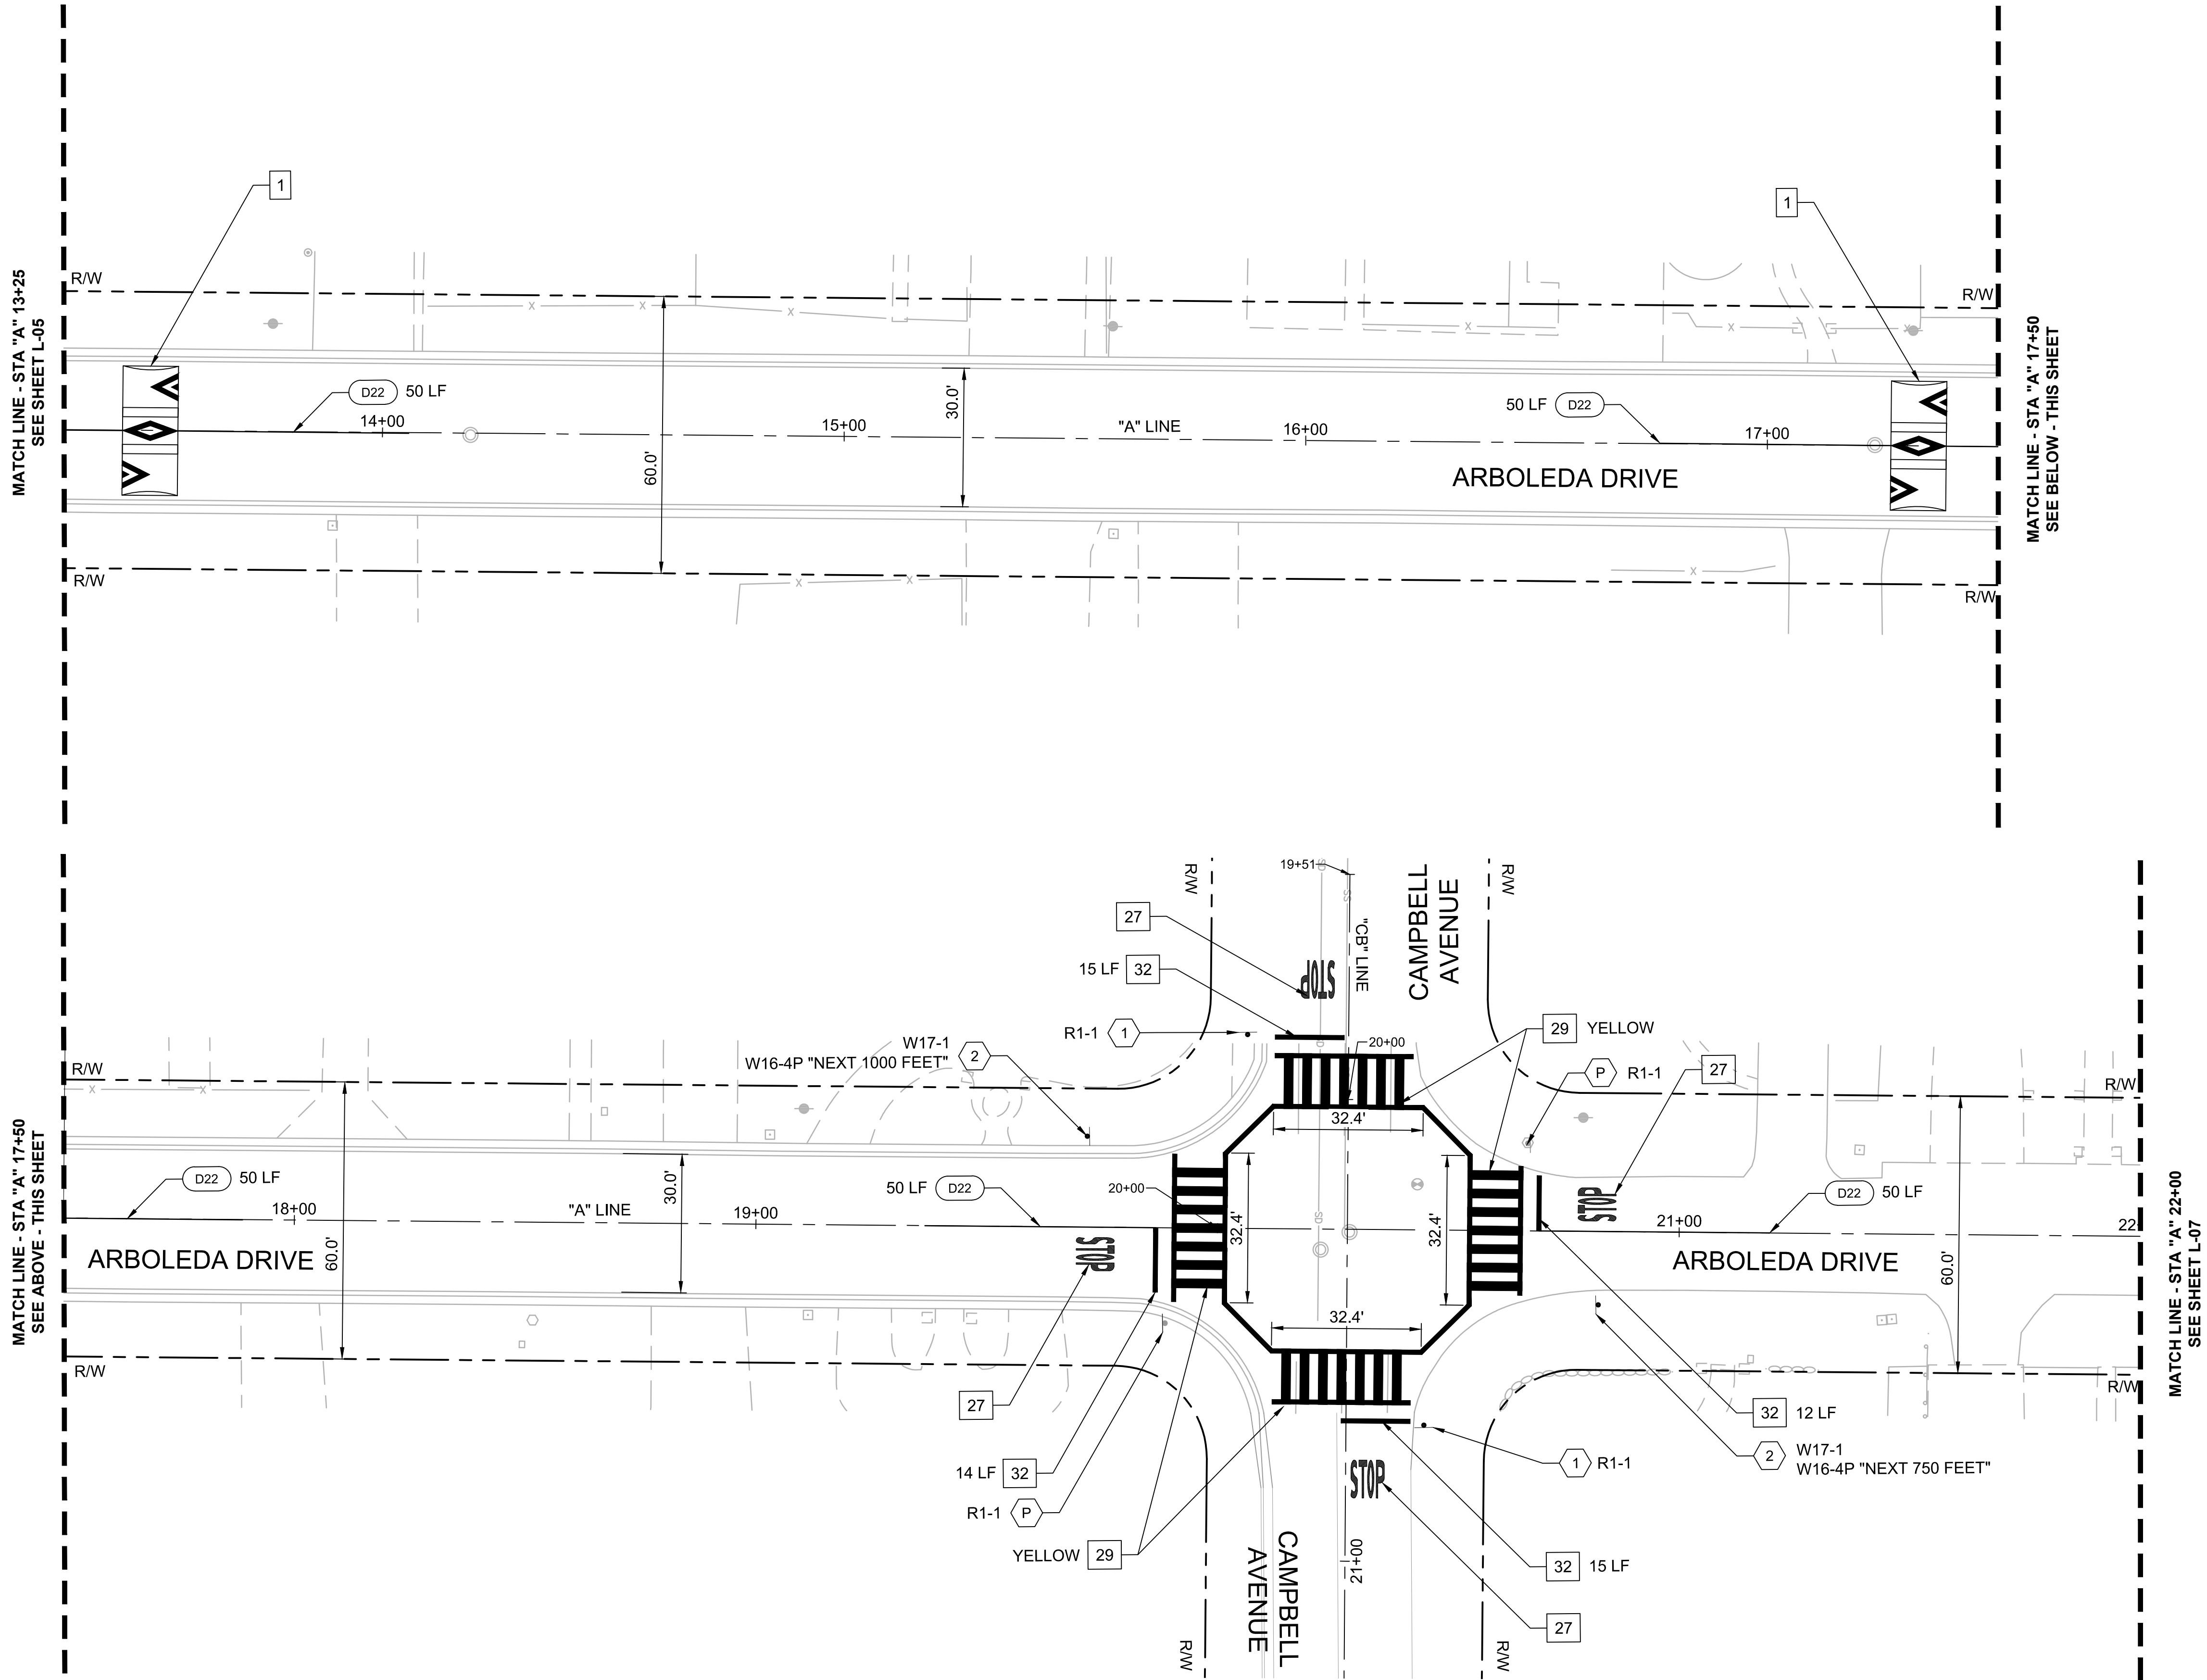 1
1
MATCH LINE - STA "A" 13+25
SEE SHEET L-05
R/W
R/W
MATCH LINE - STA "A" 17+50
SEE BELOW - THIS SHEET
X
X
X
X
X
X
D22 50 LF
14+00
15+00
30.0'
"A" LINE
16+00
50 LF D22
17+00
60.0'
ARBOLEDA DRIVE
R/W
X
X
X
R/W
19+51
SD
SS
R/W
R/W
CAMPBELL
AVENUE
"CB" LINE
27
STOP
15 LF 32
R1-1 1
20+00
29 YELLOW
W17-1
W16-4P "NEXT 1000 FEET" 2
P R1-1
27
MATCH LINE - STA "A" 17+50
SEE ABOVE - THIS SHEET
R/W
X
X
R/W
32.4'
D22 50 LF
18+00
"A" LINE
30.0'
19+00
50 LF D22
20+00
32.4'
SD
32.4'
STOP
21+00
D22 50 LF
22
ARBOLEDA DRIVE
60.0'
STOP
ARBOLEDA DRIVE
60.0'
MATCH LINE - STA "A" 22+00
SEE SHEET L-07
32.4'
R/W
R/W
27
32 12 LF
14 LF 32
2 W17-1
W16-4P "NEXT 750 FEET"
1 R1-1
STOP
R1-1 P
YELLOW 29
32 15 LF
21+00
CAMPBELL
AVENUE
27
R/W
R/W